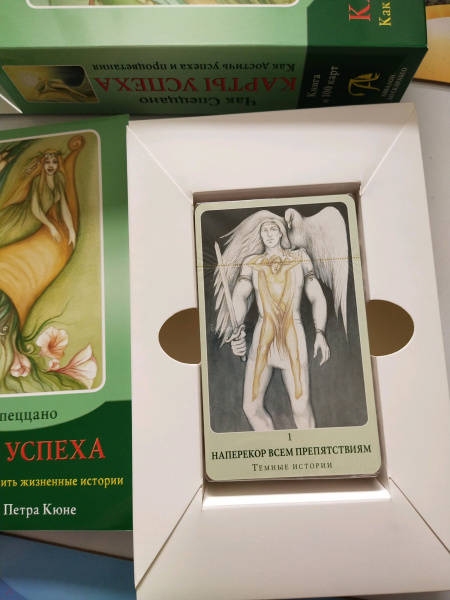 Чак Спеццано
КАРТЫ УСПЕХА
Как достичь успеха и процветания
Книга
и 100 карт
К
Как
1
НАПЕРЕКОР ВСЕМ ПРЕПЯТСТВИЯМ
ТЕМНЫЕ ИСТОРИИ
пеццано
УСПЕХА
ить жизненные истории
Петра Кюне